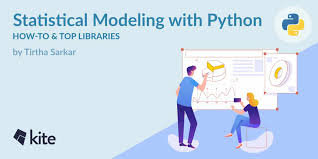 Statistical Modeling with Python
HOW-TO & TOP LIBRARIES
by Tirtha Sarkar
kite